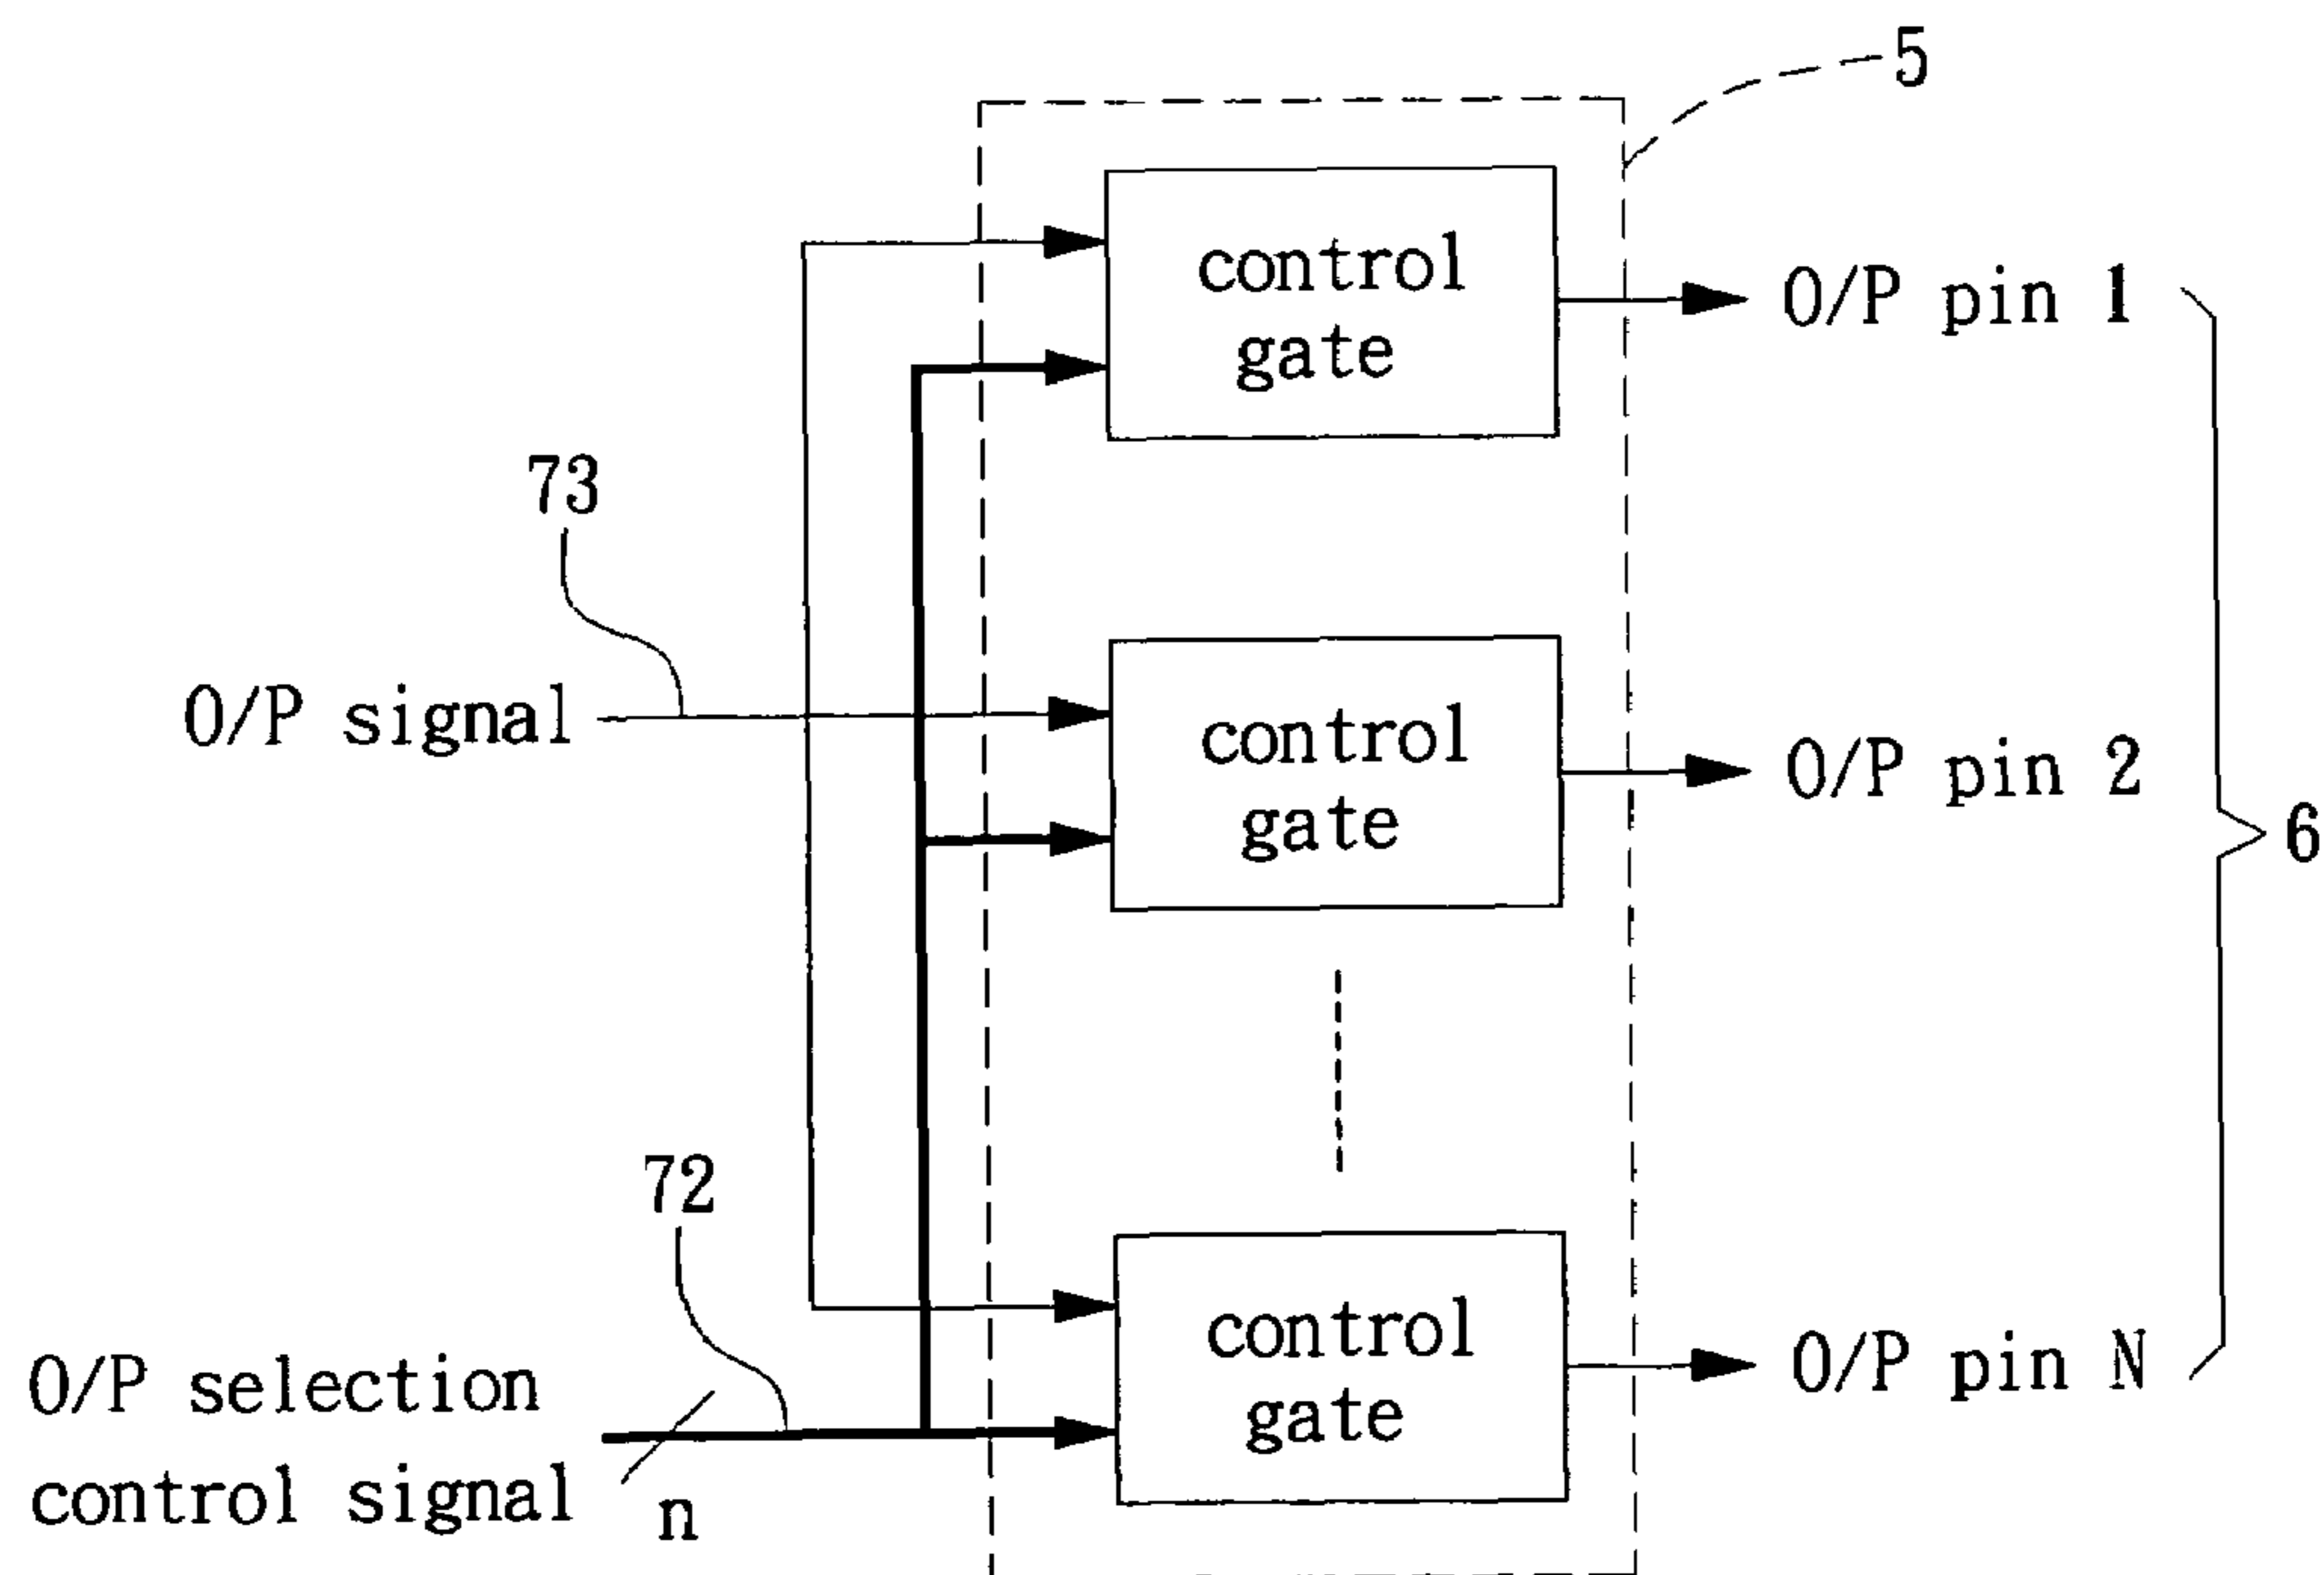 5
control
gate
O/P pin 1
73
O/P signal
control
gate
O/P pin 2
6
72
O/P selection
control signal
n
control
gate
O/P pin N